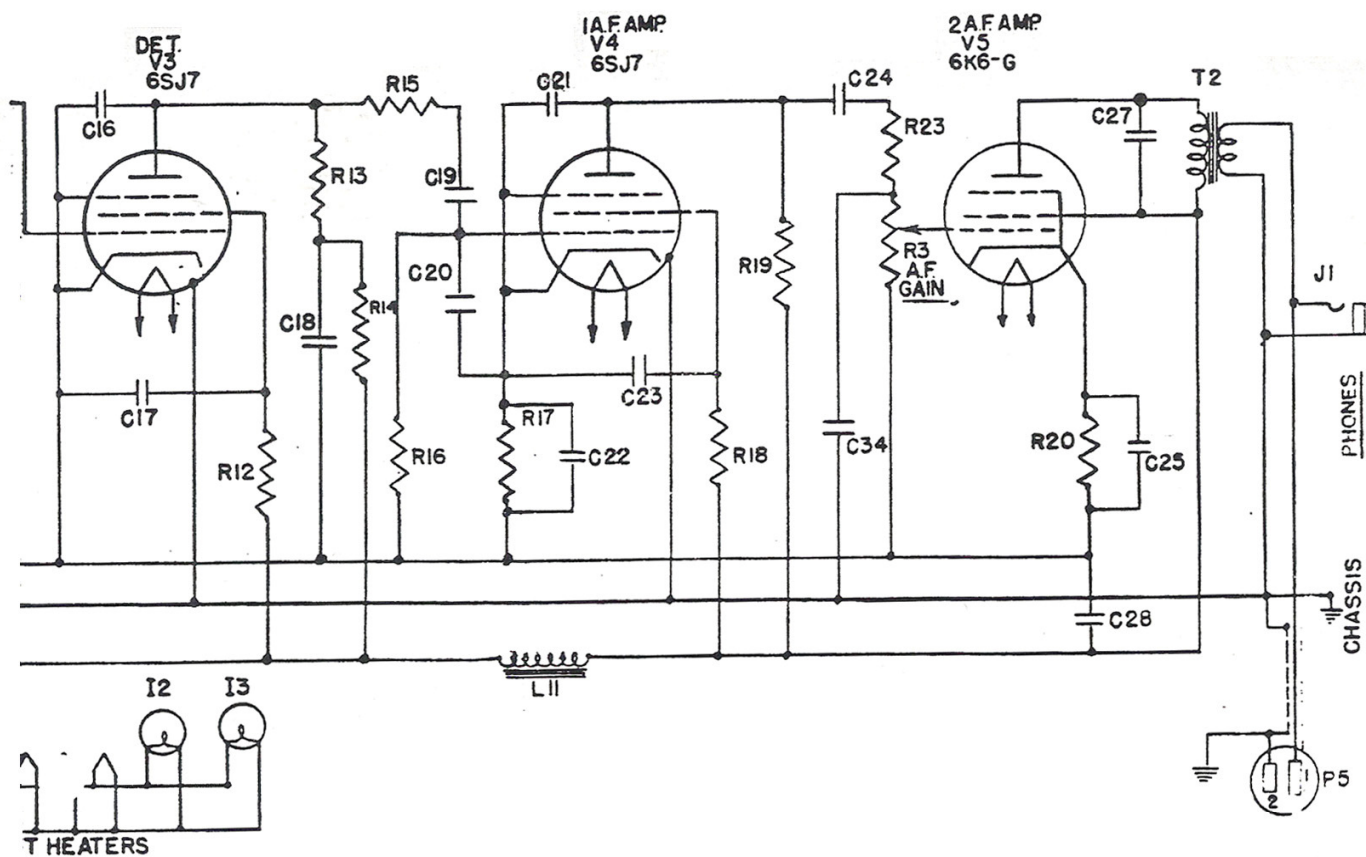 DET.
V3
6SJ7
1A.F. AMP.
V4
6SJ7
2A.F. AMP.
V5
6K6-G
C16
R15
C21
C24
T2
R23
C27
R13
C19
R3
A.F.
GAIN
R19
C20
J1
C18
R14
PHONES
C17
C23
R17
R12
R16
C22
R18
C34
R20
C25
C28
CHASSIS
L11
I2
I3
P5
2
1
T HEATERS